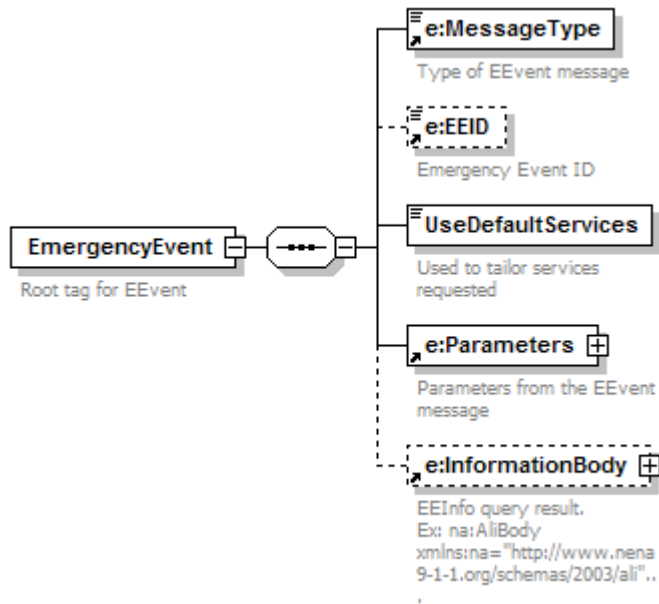 e:MessageType
Type of EEvent message
e:EEID
Emergency Event ID
UseDefaultServices
Used to tailor services
requested
EmergencyEvent
Root tag for EEvent
e:Parameters
Parameters from the EEvent
message
e:InformationBody
EEInfo query result.
Ex: na:AliBody
xmlns:na="http://www.nena
9-1-1.org/schemas/2003/ali"..
.